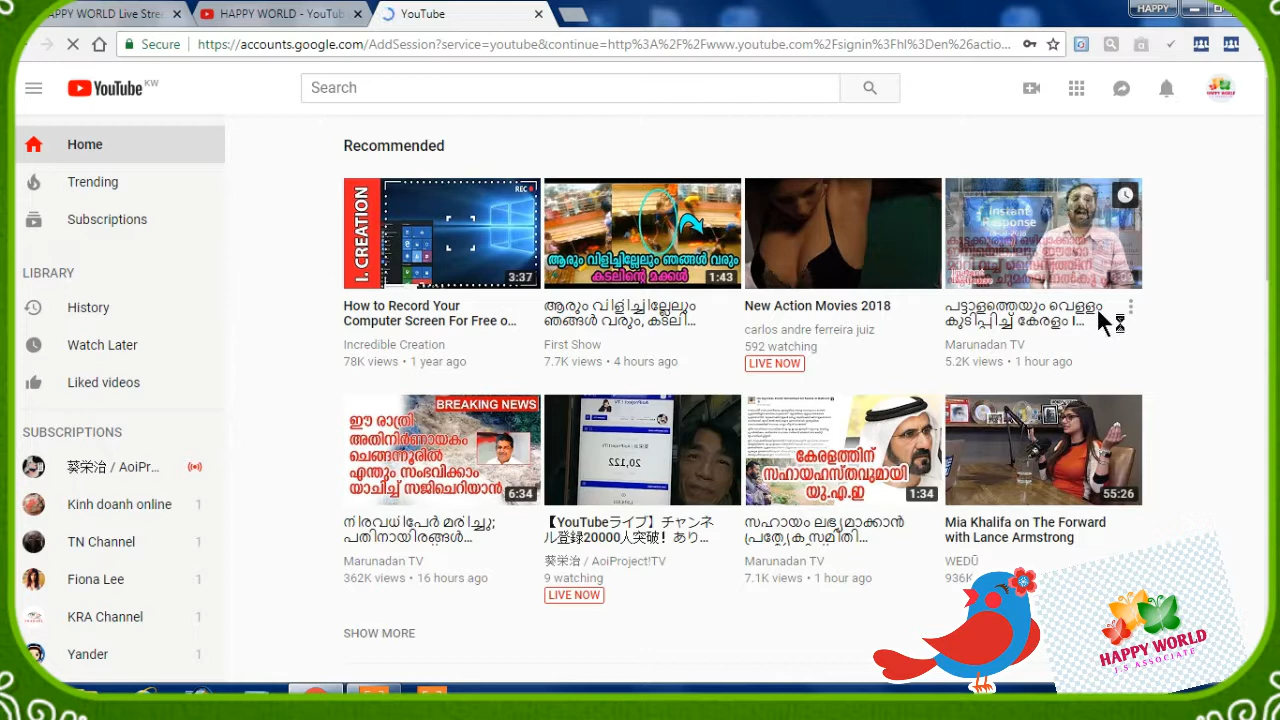 HAPPY WORLD Live Stre...
HAPPY WORLD - YouTub
YouTube
HAPPY
Secure
https://accounts.google.com/AddSession?service=youtube&continue=http%3A%2F%2Fwww.youtube.com%2Fsignin%3Fhl%3Den%26actio...
YouTube KW
Search
Home
Trending
Subscriptions
LIBRARY
History
Watch Later
Liked videos
SUBSCRIPTIONS
葵栄治 / AoiPr...
Kinh doanh online 1
TN Channel 1
Fiona Lee 1
KRA Channel 1
Yander 1
Recommended
I. CREATION
REC
3:37
How to Record Your
Computer Screen For Free o...
Incredible Creation
78K views • 1 year ago
ആരും വിളിച്ചില്ലേലും ഞങ്ങൾ വരും
കടലിന്റെ മക്കൾ
1:43
ആരും വിളിച്ചില്ലേലും
ഞങ്ങൾ വരും, കടലി...
First Show
7.7K views • 4 hours ago
New Action Movies 2018
carlos andre ferreira juiz
592 watching
LIVE NOW
Instant
Response
പട്ടാളത്തെയും വെള്ളം
കുടിപ്പിച്ച് കേരളം I...
Marunadan TV
5.2K views • 1 hour ago
BREAKING NEWS
ഈ രാത്രി
അതിനിർണായകം
ചെങ്ങന്നൂരിൽ
എന്തും സംഭവിക്കാം
യാചിച്ച് സജിചെറിയാൻ
6:34
നിരവധിപേർ മരിച്ചു;
പതിനായിരങ്ങൾ...
Marunadan TV
362K views • 16 hours ago
20,122
【YouTubeライブ】チャンネ
ル登録20000人突破！あり...
葵栄治 / AoiProject!TV
9 watching
LIVE NOW
കേരളത്തിന്
സഹായഹസ്തവുമായി
യു.എ.ഇ
1:34
സഹായം ലഭ്യമാക്കാൻ
പ്രത്യേക സമിതി...
Marunadan TV
7.1K views • 1 hour ago
55:26
Mia Khalifa on The Forward
with Lance Armstrong
WEDŪ
936K
SHOW MORE
HAPPY WORLD
J.S ASSOCIATE